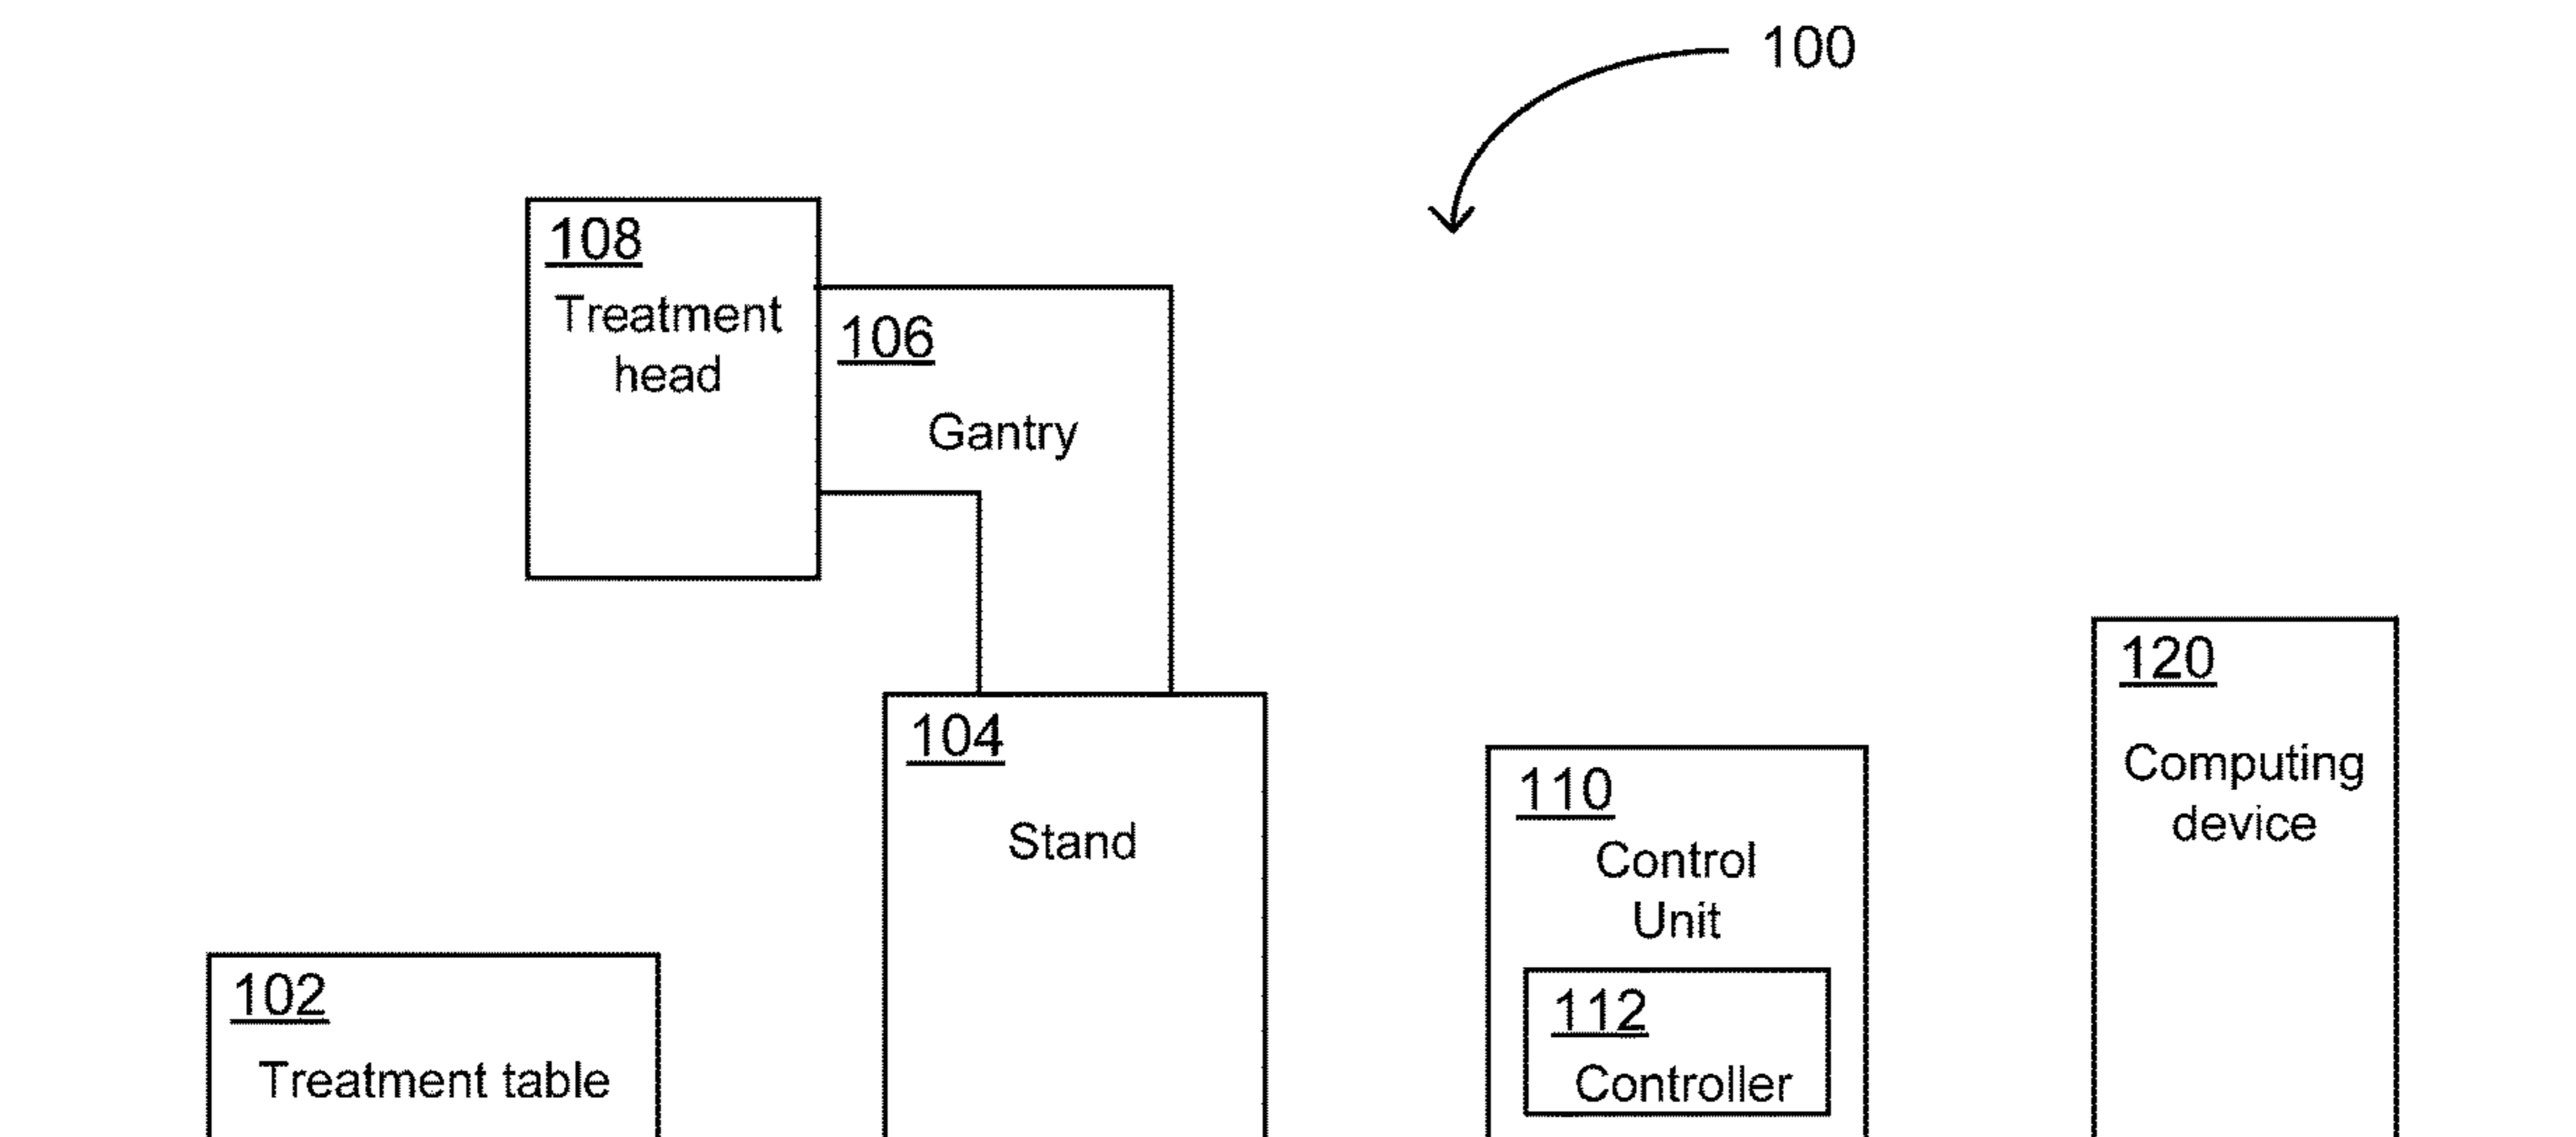 100
108
Treatment
head
106
Gantry
104
Stand
102
Treatment table
110
Control
Unit
112
Controller
120
Computing
device